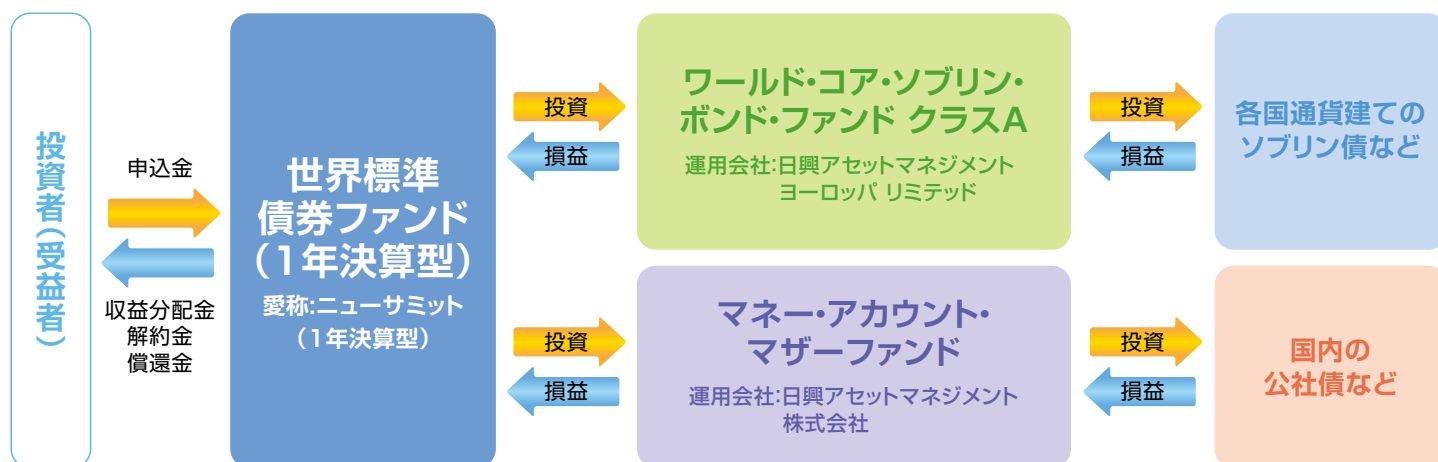 投資者（受益者）
申込金
収益分配金
解約金
償還金
世界標準
債券ファンド
（1年決算型）
愛称:ニューサミット
（1年決算型）
投資
損益
ワールド・コア・ソブリン・
ボンド・ファンド クラスA
運用会社:日興アセットマネジメント
ヨーロッパ リミテッド
投資
損益
各国通貨建ての
ソブリン債など
投資
損益
マネー・アカウント・
マザーファンド
運用会社:日興アセットマネジメント
株式会社
投資
損益
国内の
公社債など